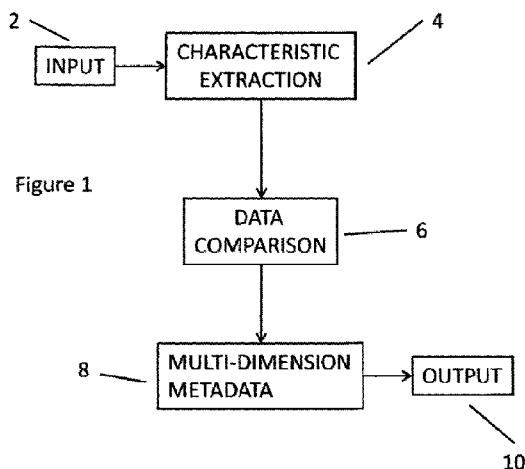 2
4
INPUT
CHARACTERISTIC
EXTRACTION
Figure 1
DATA
COMPARISON
6
8
MULTI-DIMENSION
METADATA
OUTPUT
10